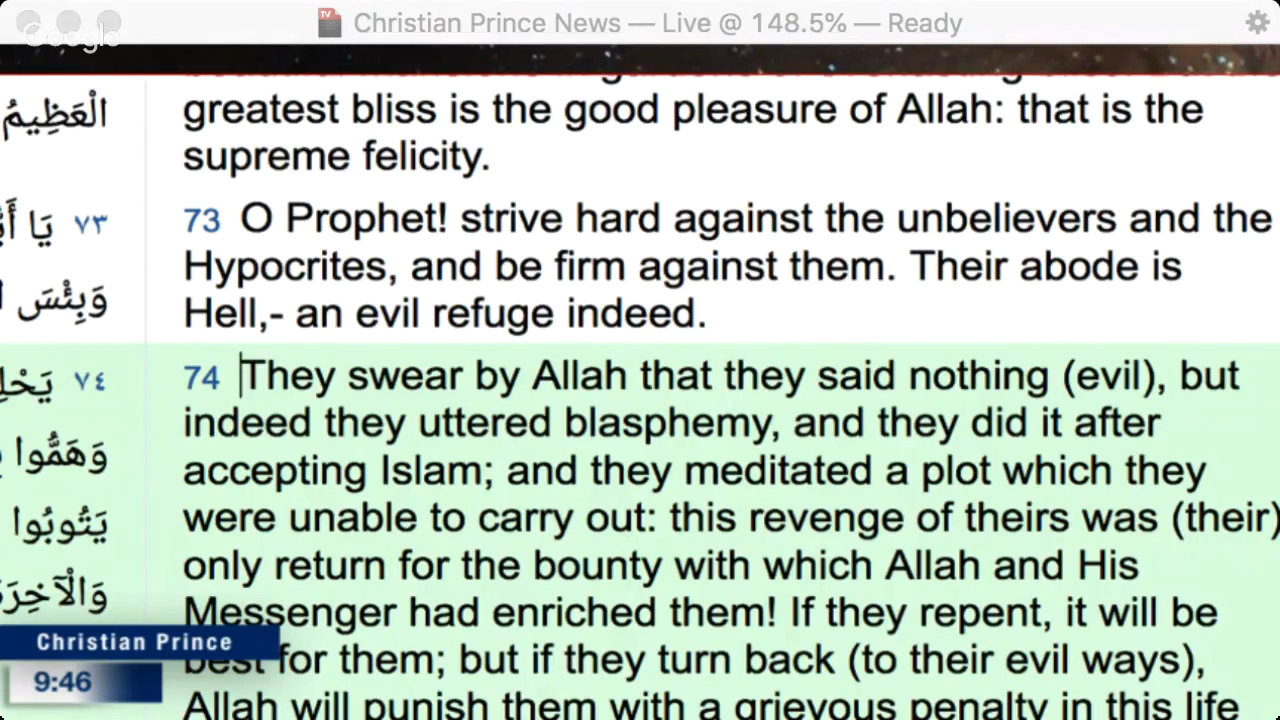 Christian Prince News — Live @ 148.5% — Ready
Google
greatest bliss is the good pleasure of Allah: that is the
supreme felicity.
الْعَظِيمُ
73 O Prophet! strive hard against the unbelievers and the
Hypocrites, and be firm against them. Their abode is
Hell,- an evil refuge indeed.
٧٣ يَا
وَبِئْسَ
74 They swear by Allah that they said nothing (evil), but
indeed they uttered blasphemy, and they did it after
accepting Islam; and they meditated a plot which they
were unable to carry out: this revenge of theirs was (their)
only return for the bounty with which Allah and His
Messenger had enriched them! If they repent, it will be
best for them; but if they turn back (to their evil ways),
Allah will punish them with a grievous penalty in this life
٧٤
وَهَمُّوا
يَتُوبُوا
Christian Prince
9:46
TV